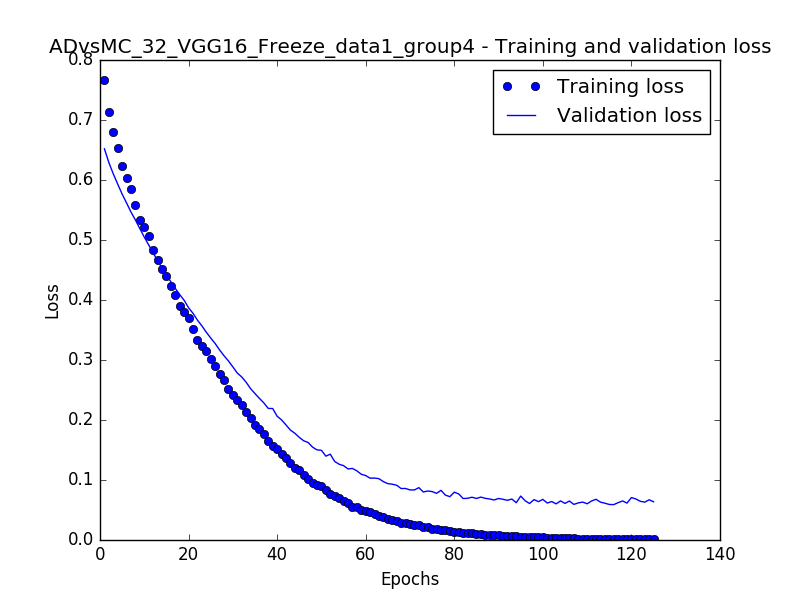 ADvsMC_32_VGG16_Freeze_data1_group4 - Training and validation loss
Training loss
Validation loss
0.8
0.7
0.6
0.5
0.4
0.3
0.2
0.1
0.0
Loss
0 20 40 60 80 100 120 140
Epochs